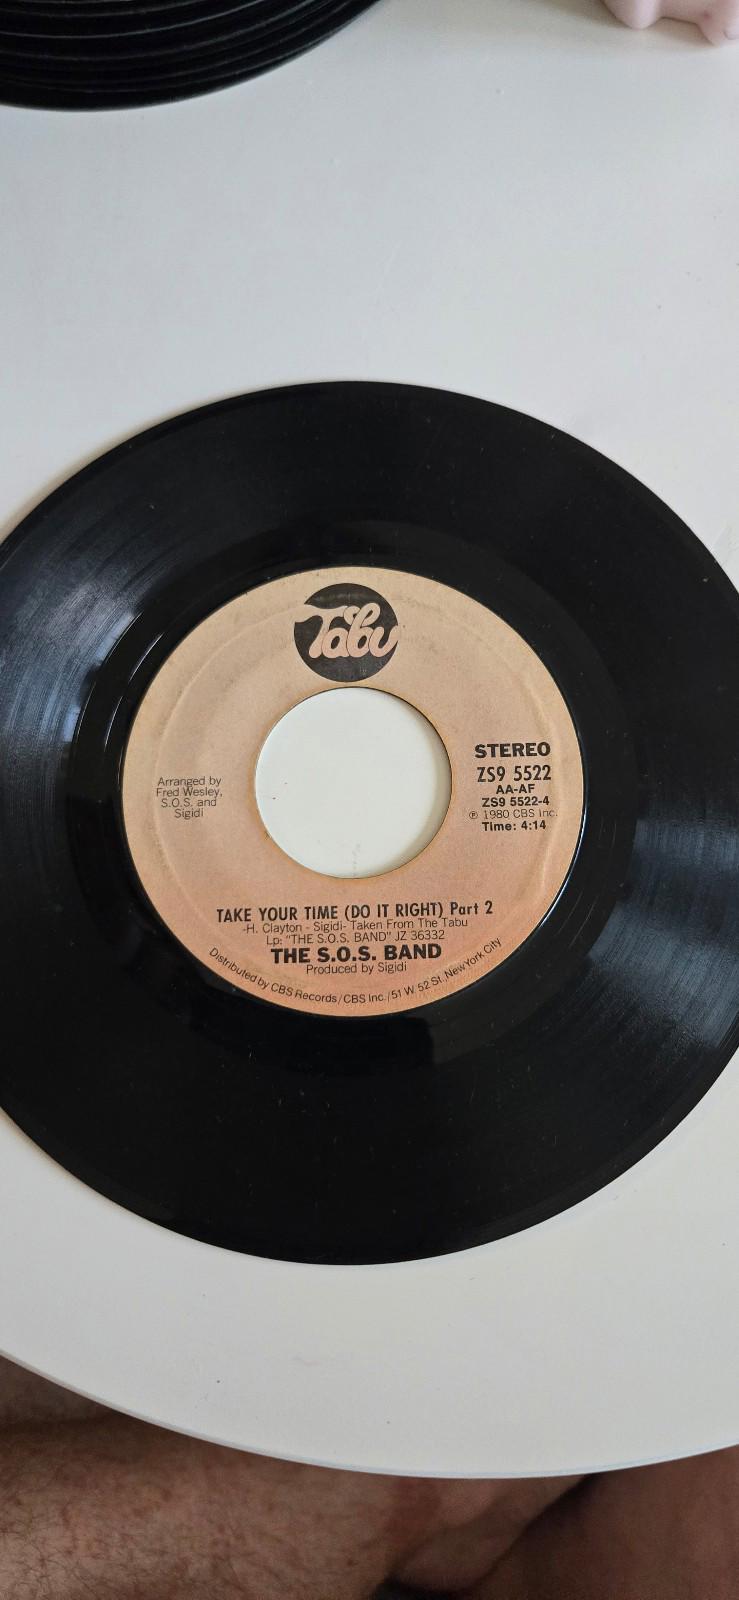 Tabu
STEREO
ZS9 5522
AA-AF
ZS9 5522-4
℗ 1980 CBS Inc.
Time: 4:14
Arranged by
Fred Wesley,
S.O.S. and
Sigidi
TAKE YOUR TIME (DO IT RIGHT) Part 2
-H. Clayton - Sigidi- Taken From The Tabu
Lp: "THE S.O.S. BAND" JZ 36332
THE S.O.S. BAND
Produced by Sigidi
Distributed by CBS Records/CBS Inc./51 W. 52 St. New York City